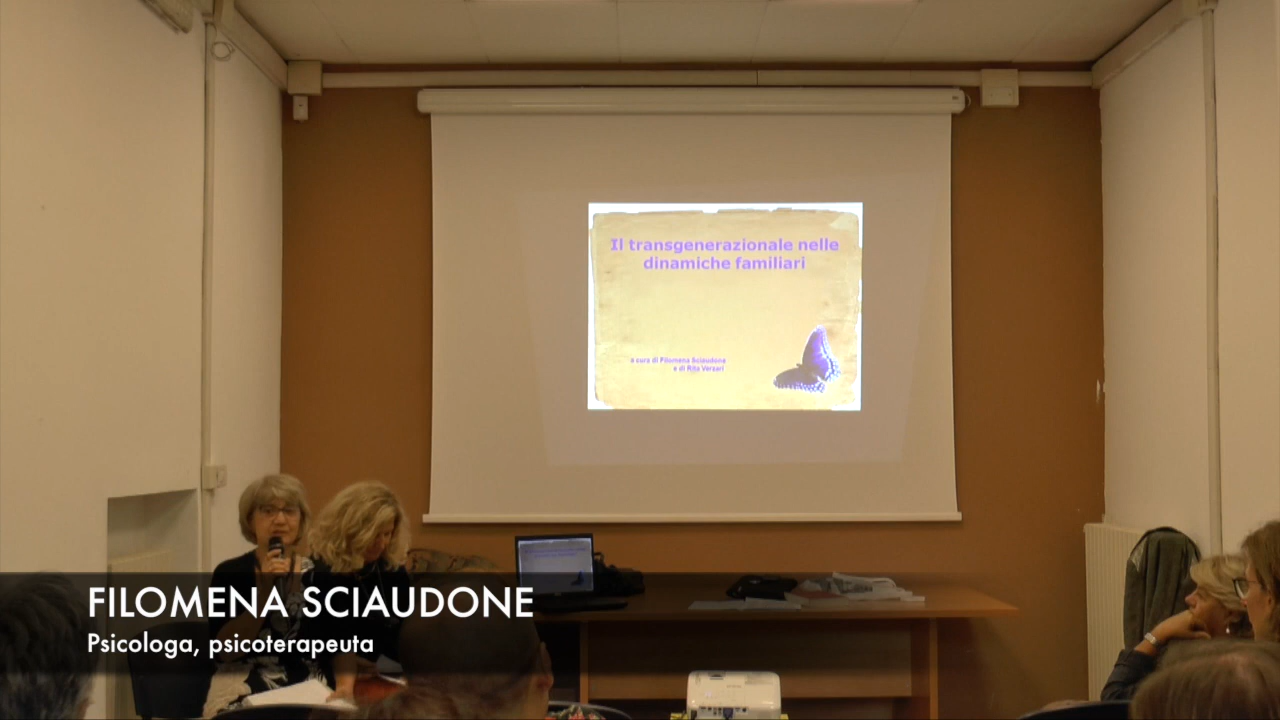 Il transgenerazionale nelle
dinamiche familiari
a cura di Filomena Sciaudone
e di Rita Versari
FILOMENA SCIAUDONE
Psicologa, psicoterapeuta